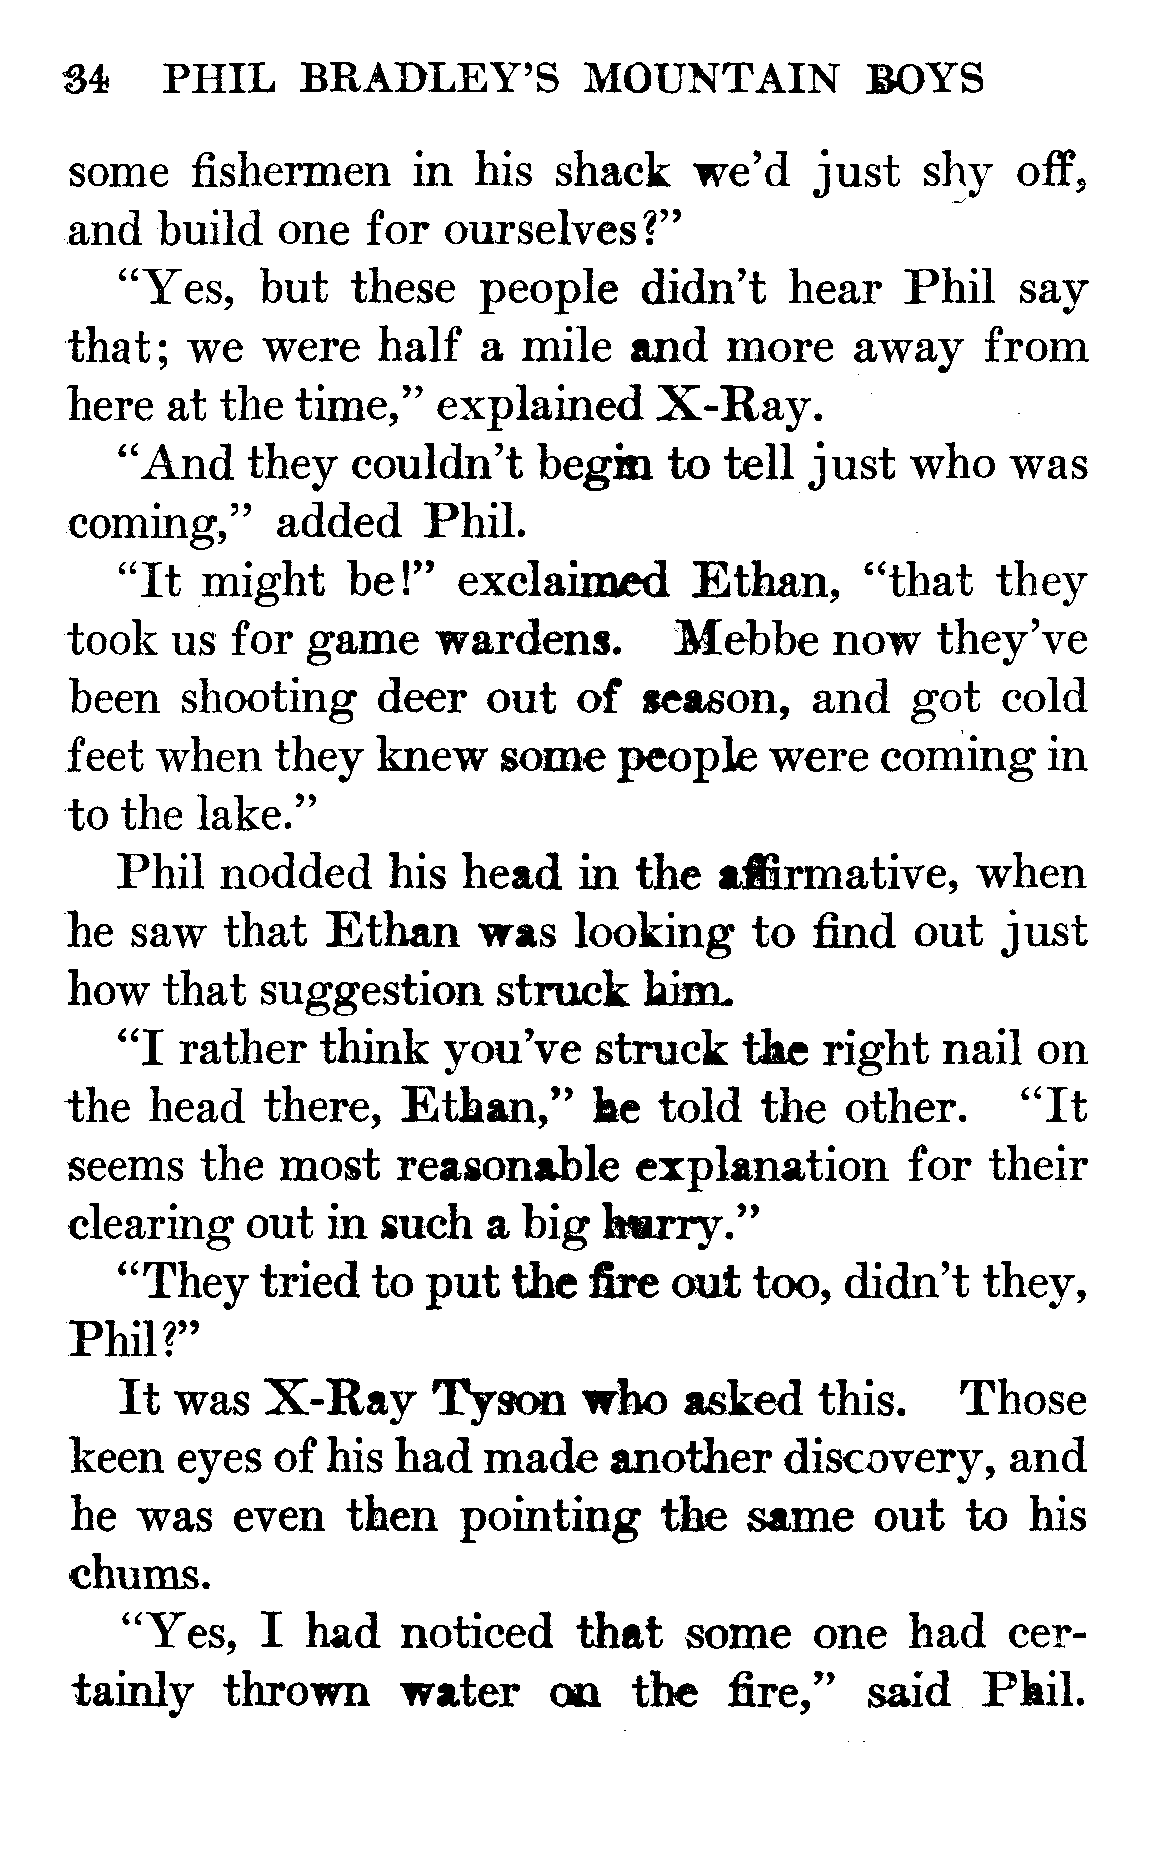 34 PHIL BRADLEY'S MOUNTAIN BOYS
some fishermen in his shack we'd just shy off,
and build one for ourselves?"
"Yes, but these people didn't hear Phil say
that; we were half a mile and more away from
here at the time," explained X-Ray.
"And they couldn't begin to tell just who was
coming," added Phil.
"It might be!" exclaimed Ethan, "that they
took us for game wardens. Mebbe now they've
been shooting deer out of season, and got cold
feet when they knew some people were coming in
to the lake."
Phil nodded his head in the affirmative, when
he saw that Ethan was looking to find out just
how that suggestion struck him.
"I rather think you've struck the right nail on
the head there, Ethan," he told the other. "It
seems the most reasonable explanation for their
clearing out in such a big hurry."
"They tried to put the fire out too, didn't they,
Phil?"
It was X-Ray Tyson who asked this. Those
keen eyes of his had made another discovery, and
he was even then pointing the same out to his
chums.
"Yes, I had noticed that some one had cer-
tainly thrown water on the fire," said Phil.